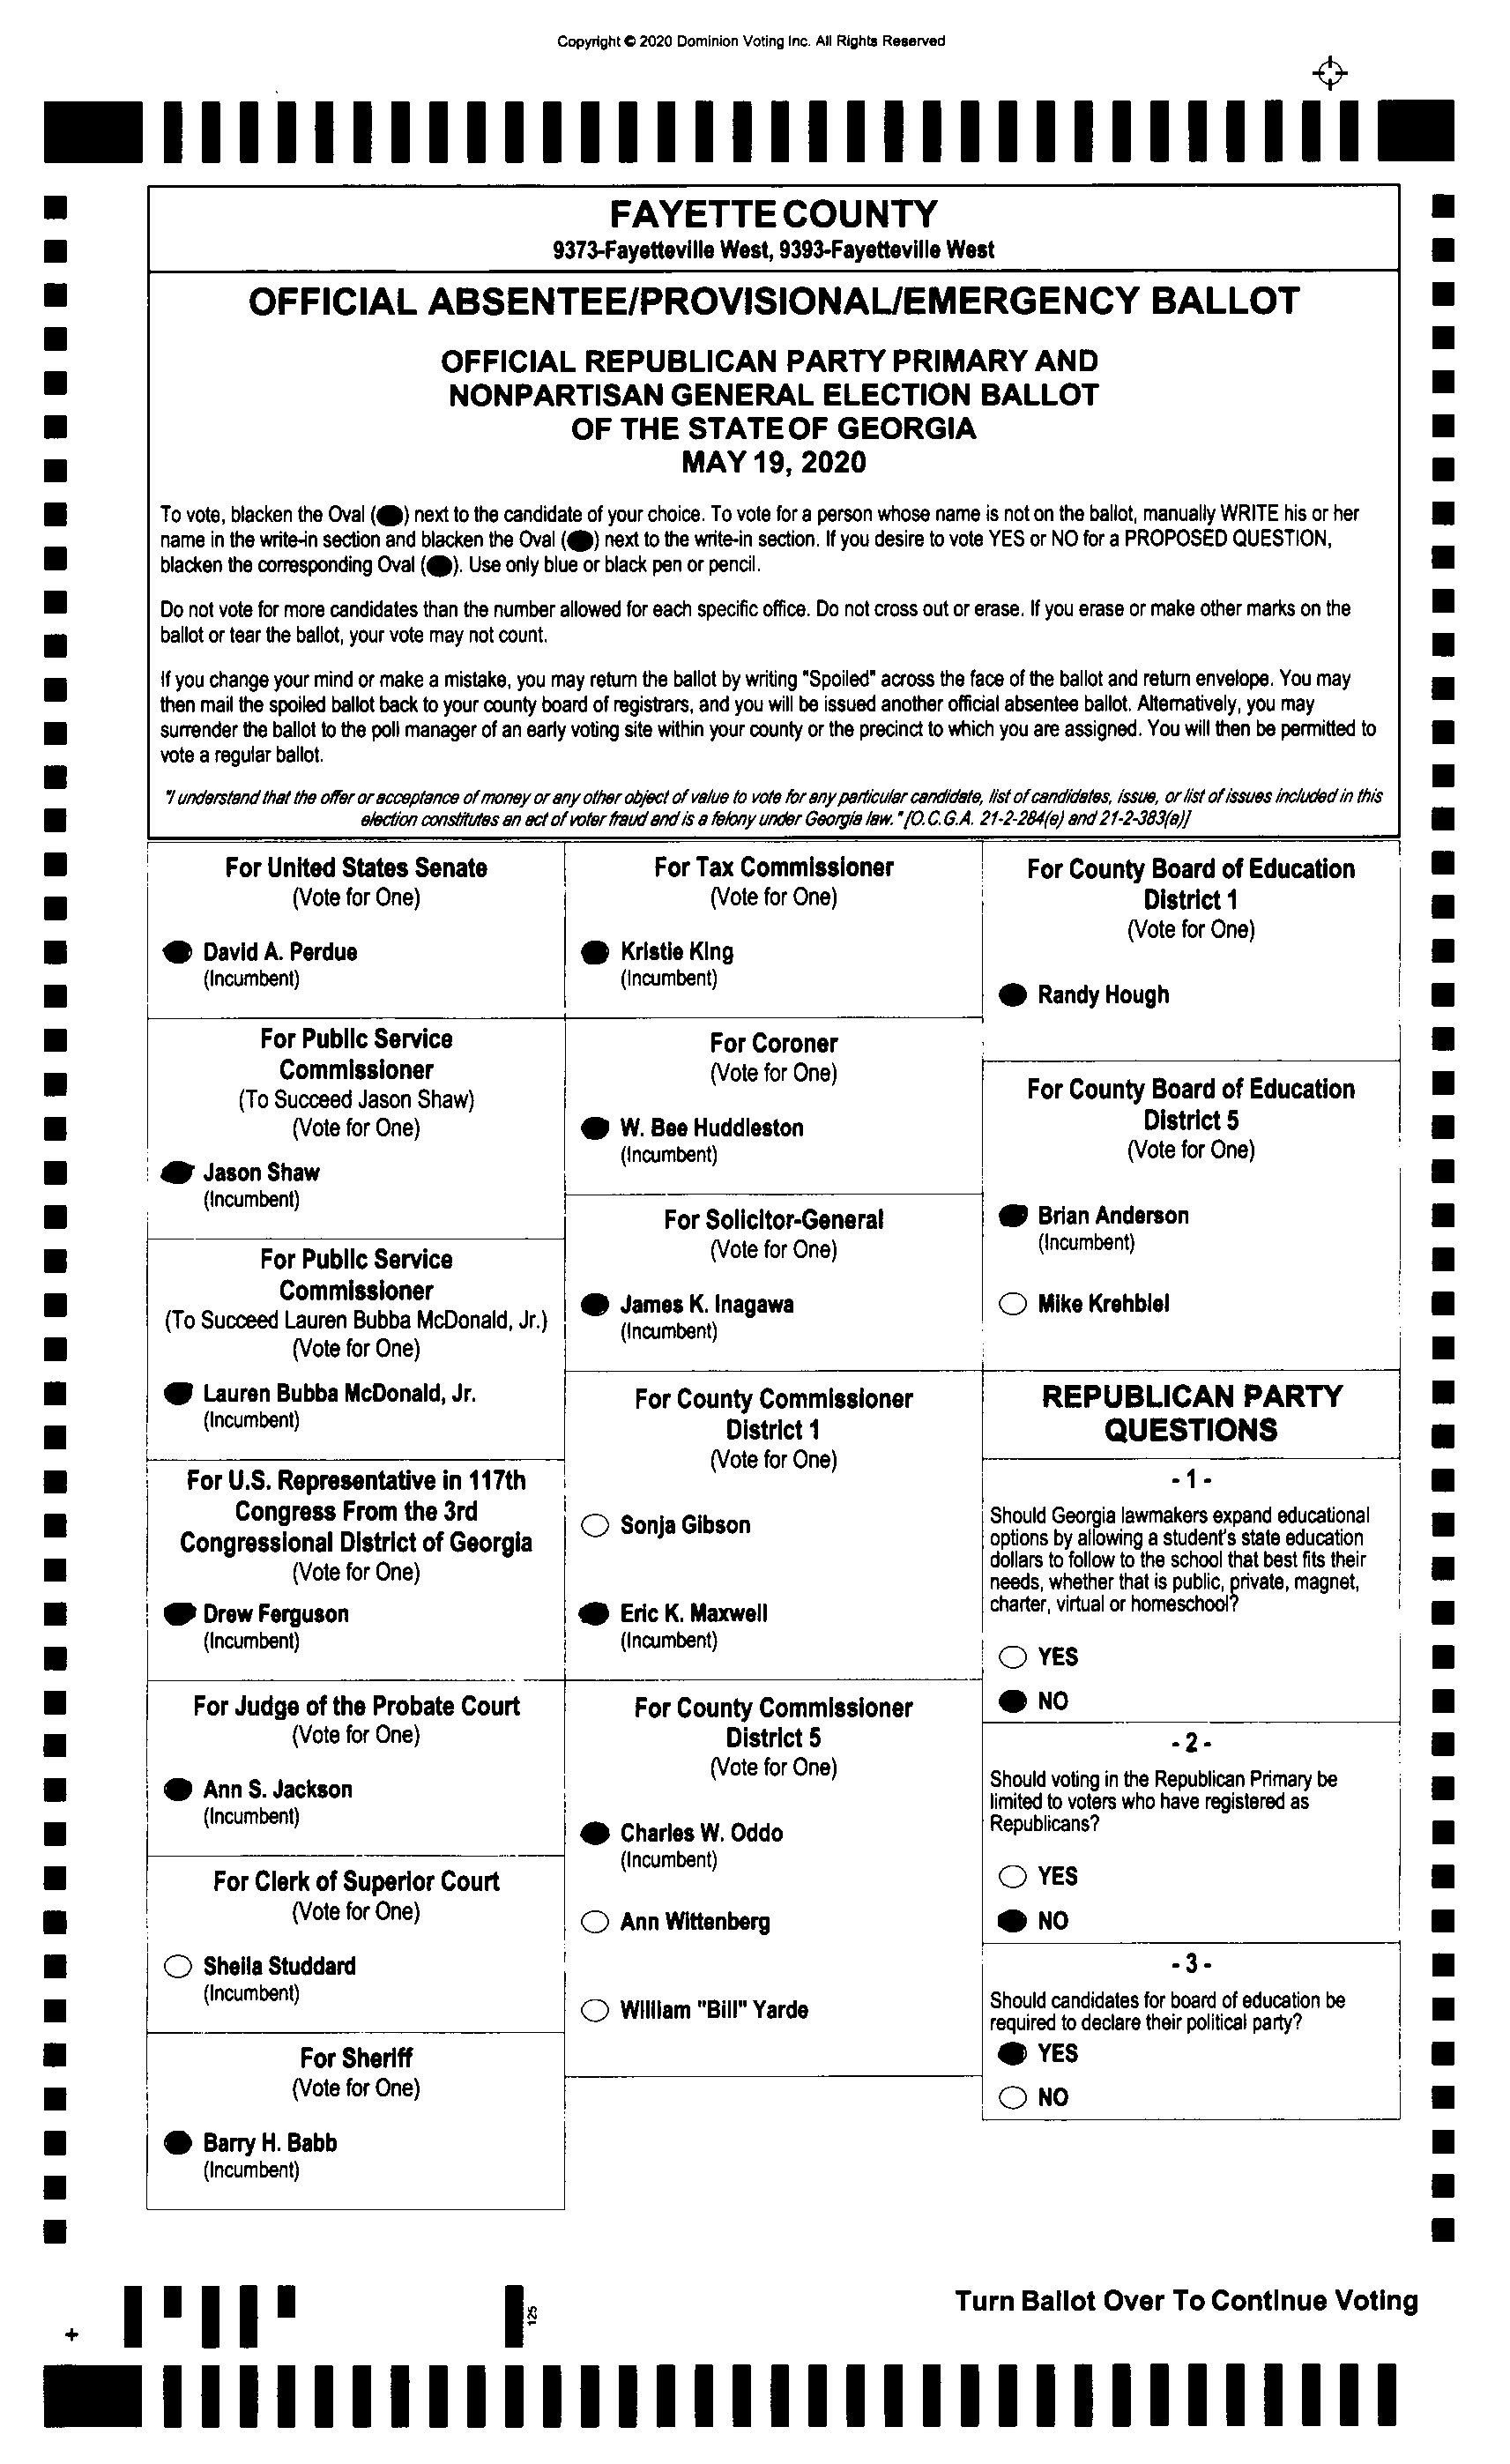 Copyright © 2020 Dominion Voting Inc. All Rights Reserved
FAYETTE COUNTY
9373-Fayetteville West, 9393-Fayetteville West
OFFICIAL ABSENTEE/PROVISIONAL/EMERGENCY BALLOT
OFFICIAL REPUBLICAN PARTY PRIMARY AND
NONPARTISAN GENERAL ELECTION BALLOT
OF THE STATE OF GEORGIA
MAY 19, 2020
To vote, blacken the Oval ( ) next to the candidate of your choice. To vote for a person whose name is not on the ballot, manually WRITE his or her
name in the write-in section and blacken the Oval ( ) next to the write-in section. If you desire to vote YES or NO for a PROPOSED QUESTION,
blacken the corresponding Oval ( ). Use only blue or black pen or pencil.
Do not vote for more candidates than the number allowed for each specific office. Do not cross out or erase. If you erase or make other marks on the
ballot or tear the ballot, your vote may not count.
If you change your mind or make a mistake, you may return the ballot by writing "Spoiled" across the face of the ballot and return envelope. You may
then mail the spoiled ballot back to your county board of registrars, and you will be issued another official absentee ballot. Alternatively, you may
surrender the ballot to the poll manager of an early voting site within your county or the precinct to which you are assigned. You will then be permitted to
vote a regular ballot.
"I understand that the offer or acceptance of money or any other object of value to vote for any particular candidate, list of candidates, issue, or list of issues included in this
election constitutes an act of voter fraud and is a felony under Georgia law. "[O.C.G.A. 21-2-284(e) and 21-2-383(a)]
For United States Senate
(Vote for One)
David A. Perdue
(Incumbent)
For Public Service
Commissioner
(To Succeed Jason Shaw)
(Vote for One)
Jason Shaw
(Incumbent)
For Public Service
Commissioner
(To Succeed Lauren Bubba McDonald, Jr.)
(Vote for One)
Lauren Bubba McDonald, Jr.
(Incumbent)
For U.S. Representative in 117th
Congress From the 3rd
Congressional District of Georgia
(Vote for One)
Drew Ferguson
(Incumbent)
For Judge of the Probate Court
(Vote for One)
Ann S. Jackson
(Incumbent)
For Clerk of Superior Court
(Vote for One)
Sheila Studdard
(Incumbent)
For Sheriff
(Vote for One)
Barry H. Babb
(Incumbent)
For Tax Commissioner
(Vote for One)
Kristie King
(Incumbent)
For Coroner
(Vote for One)
W. Bee Huddleston
(Incumbent)
For Solicitor-General
(Vote for One)
James K. Inagawa
(Incumbent)
For County Commissioner
District 1
(Vote for One)
Sonja Gibson
Eric K. Maxwell
(Incumbent)
For County Commissioner
District 5
(Vote for One)
Charles W. Oddo
(Incumbent)
Ann Wittenberg
William "Bill" Yarde
For County Board of Education
District 1
(Vote for One)
Randy Hough
For County Board of Education
District 5
(Vote for One)
Brian Anderson
(Incumbent)
Mike Krehbiel
REPUBLICAN PARTY
QUESTIONS
- 1 -
Should Georgia lawmakers expand educational
options by allowing a student's state education
dollars to follow to the school that best fits their
needs, whether that is public, private, magnet,
charter, virtual or homeschool?
YES
NO
- 2 -
Should voting in the Republican Primary be
limited to voters who have registered as
Republicans?
YES
NO
- 3 -
Should candidates for board of education be
required to declare their political party?
YES
NO
125
Turn Ballot Over To Continue Voting
+